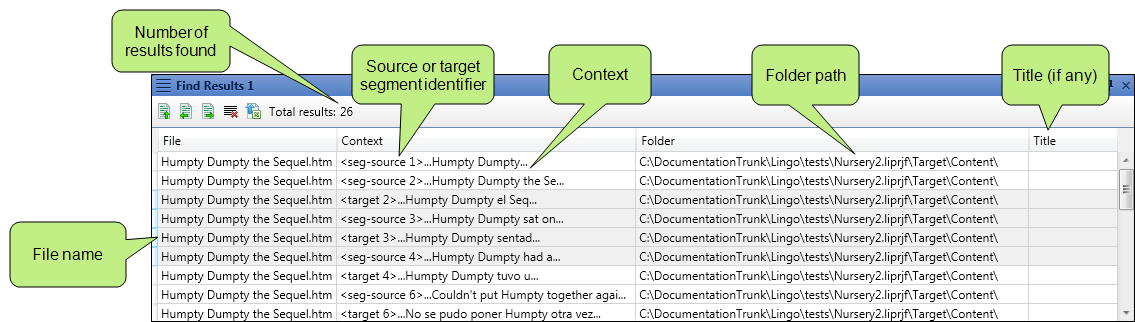 Number of
results found
Source or target
segment identifier
Context
Folder path
Title (if any)
Find Results 1
Total results: 26
File Context Folder Title
Humpty Dumpty the Sequel.htm <seg-source 1>...Humpty Dumpty... C:\DocumentationTrunk\Lingo\tests\Nursery2.liprjf\Target\Content\
Humpty Dumpty the Sequel.htm <seg-source 2>...Humpty Dumpty the Se... C:\DocumentationTrunk\Lingo\tests\Nursery2.liprjf\Target\Content\
Humpty Dumpty the Sequel.htm <target 2>...Humpty Dumpty el Seq... C:\DocumentationTrunk\Lingo\tests\Nursery2.liprjf\Target\Content\
Humpty Dumpty the Sequel.htm <seg-source 3>...Humpty Dumpty sat on... C:\DocumentationTrunk\Lingo\tests\Nursery2.liprjf\Target\Content\
Humpty Dumpty the Sequel.htm <target 3>...Humpty Dumpty sentad... C:\DocumentationTrunk\Lingo\tests\Nursery2.liprjf\Target\Content\
Humpty Dumpty the Sequel.htm <seg-source 4>...Humpty Dumpty had a... C:\DocumentationTrunk\Lingo\tests\Nursery2.liprjf\Target\Content\
Humpty Dumpty the Sequel.htm <target 4>...Humpty Dumpty tuvo u... C:\DocumentationTrunk\Lingo\tests\Nursery2.liprjf\Target\Content\
Humpty Dumpty the Sequel.htm <seg-source 6>...Couldn't put Humpty together agai... C:\DocumentationTrunk\Lingo\tests\Nursery2.liprjf\Target\Content\
Humpty Dumpty the Sequel.htm <target 6>...No se pudo poner Humpty otra vez... C:\DocumentationTrunk\Lingo\tests\Nursery2.liprjf\Target\Content\
File name